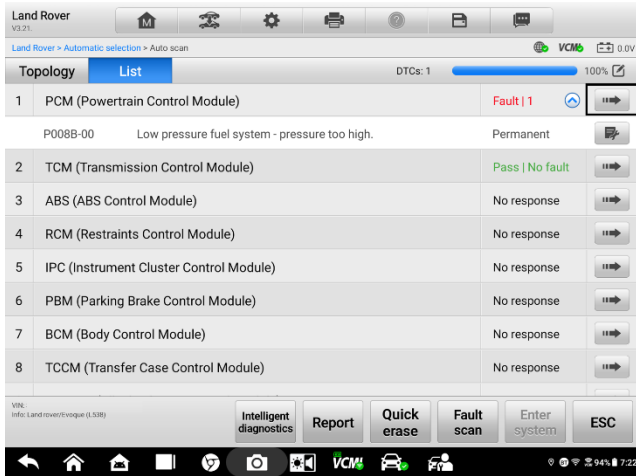 Land Rover
V3.21.
M
?
Land Rover > Automatic selection > Auto scan
VCM
0.0V
Topology List DTCs: 1 100%
1 PCM (Powertrain Control Module) Fault | 1
P008B-00 Low pressure fuel system - pressure too high. Permanent
2 TCM (Transmission Control Module) Pass | No fault
3 ABS (ABS Control Module) No response
4 RCM (Restraints Control Module) No response
5 IPC (Instrument Cluster Control Module) No response
6 PBM (Parking Brake Control Module) No response
7 BCM (Body Control Module) No response
8 TCCM (Transfer Case Control Module) No response
VIN:
Info: Land rover/Evoque (L538)
Intelligent diagnostics
Report
Quick erase
Fault scan
Enter system
ESC
VCMI
94% 7:22